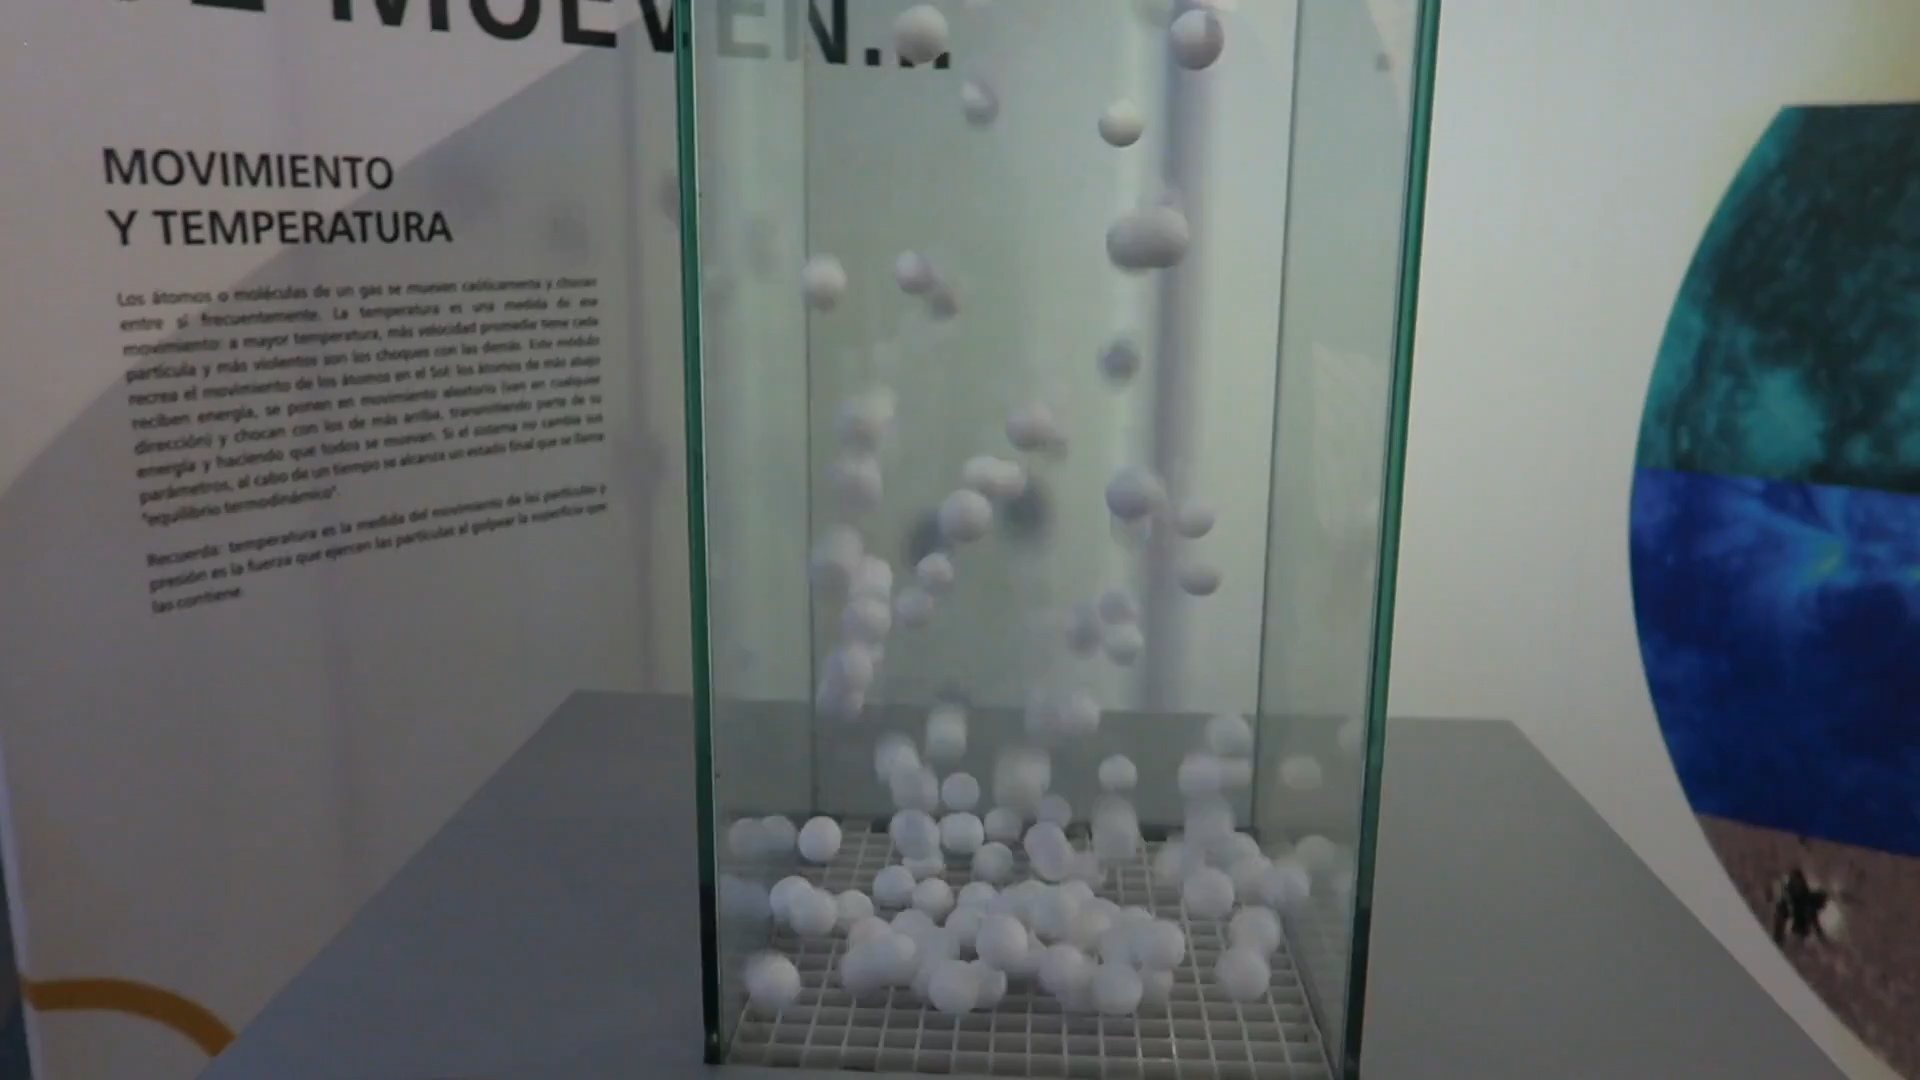 MUEVEN...
MOVIMIENTO
Y TEMPERATURA
Los átomos o moléculas de un gas se mueven caóticamente y chocan
entre sí frecuentemente. La temperatura es una medida de ese
movimiento: a mayor temperatura, más velocidad promedio tiene cada
partícula y más violentos son los choques con las demás. Este módulo
recrea el movimiento de los átomos en el Sol: los átomos de más abajo
reciben energía, se ponen en movimiento aleatorio (van en cualquier
dirección) y chocan con los de más arriba, transmitiendo parte de su
energía y haciendo que todos se muevan. Si el sistema no cambia sus
parámetros, al cabo de un tiempo se alcanza un estado final que se llama
"equilibrio termodinámico".
Recuerda: temperatura es la medida del movimiento de las partículas y
presión es la fuerza que ejercen las partículas al golpear la superficie que
las contiene.